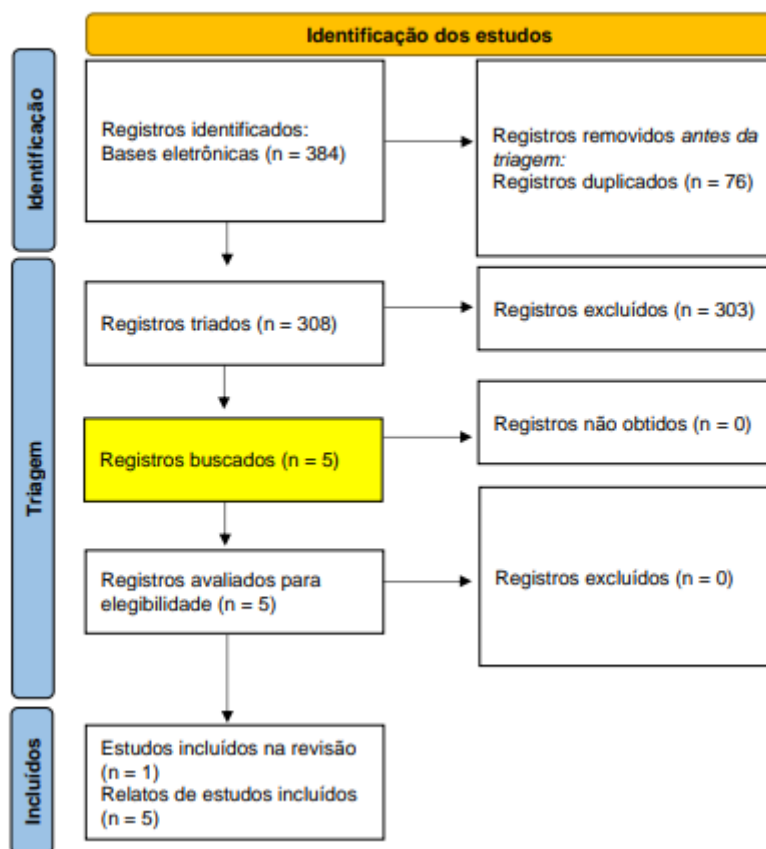 Identificação dos estudos
Identificação
Registros identificados:
Bases eletrônicas (n = 384)
Registros removidos antes da
triagem:
Registros duplicados (n = 76)
Triagem
Registros triados (n = 308)
Registros excluídos (n = 303)
Registros buscados (n = 5)
Registros não obtidos (n = 0)
Registros avaliados para
elegibilidade (n = 5)
Registros excluídos (n = 0)
Incluídos
Estudos incluídos na revisão
(n = 1)
Relatos de estudos incluídos
(n = 5)